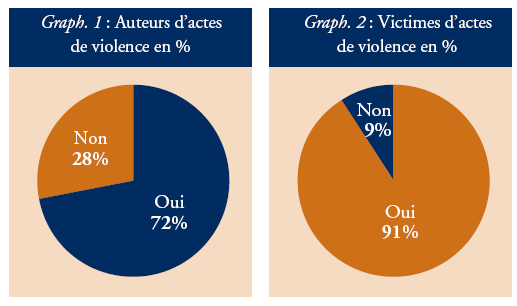 Graph. 1 : Auteurs d’actes
de violence en %
Non
28%
Oui
72%
Graph. 2 : Victimes d’actes
de violence en %
Non
9%
Oui
91%